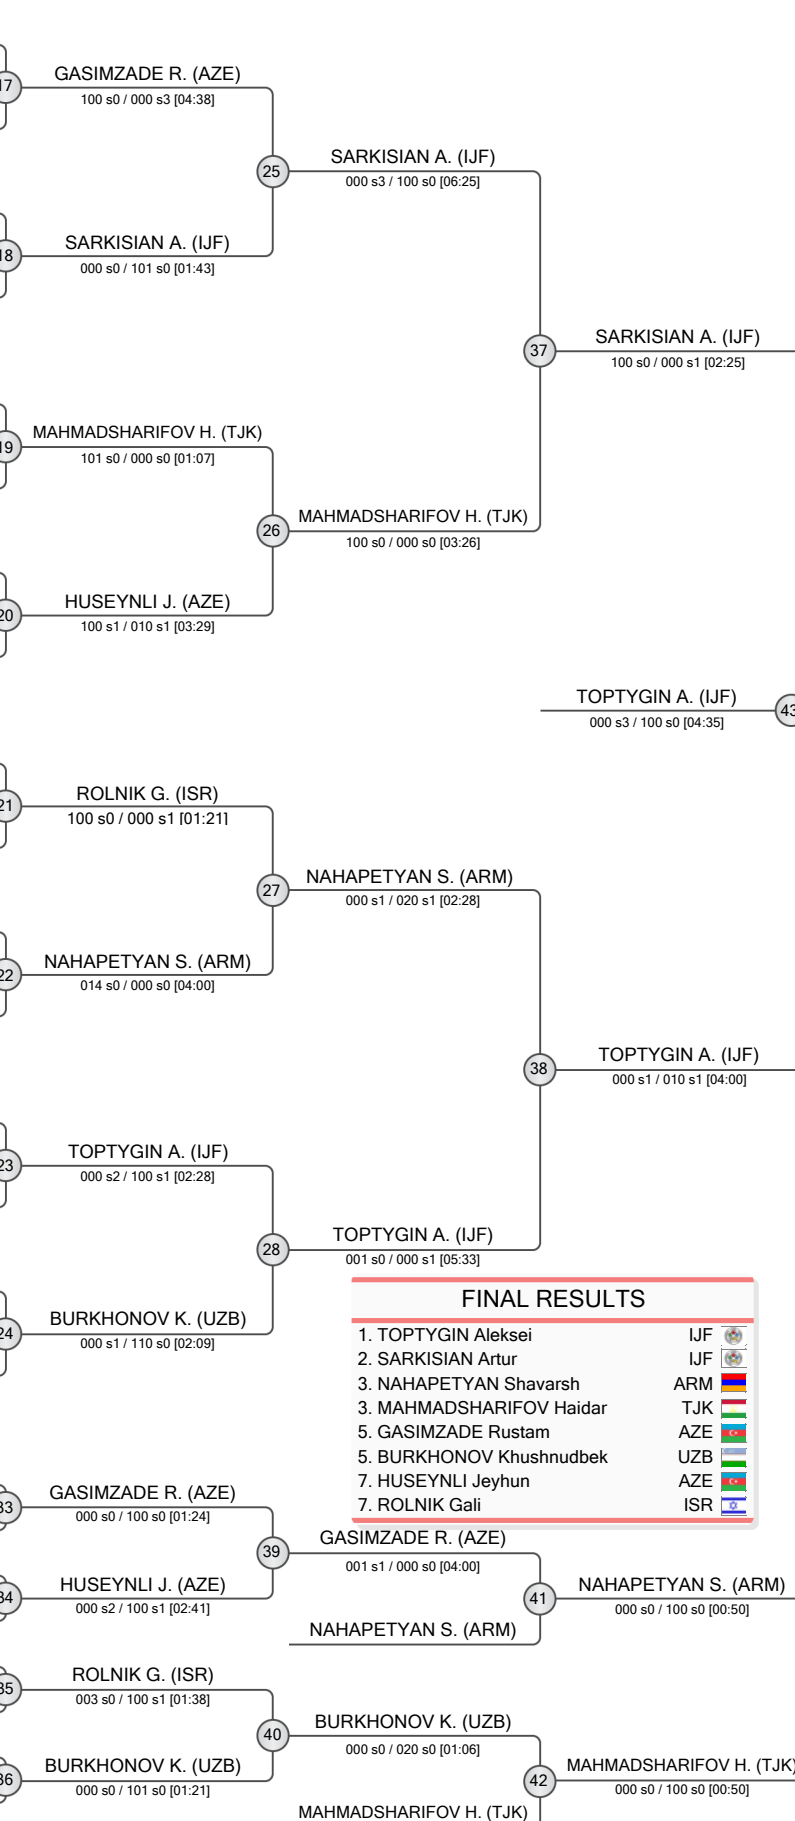 17
GASIMZADE R. (AZE)
100 s0 / 000 s3 [04:38]
25
SARKISIAN A. (IJF)
000 s3 / 100 s0 [06:25]
18
SARKISIAN A. (IJF)
000 s0 / 101 s0 [01:43]
37
SARKISIAN A. (IJF)
100 s0 / 000 s1 [02:25]
19
MAHMADSHARIFOV H. (TJK)
101 s0 / 000 s0 [01:07]
26
MAHMADSHARIFOV H. (TJK)
100 s0 / 000 s0 [03:26]
20
HUSEYNLI J. (AZE)
100 s1 / 010 s1 [03:29]
TOPTYGIN A. (IJF)
43
000 s3 / 100 s0 [04:35]
21
ROLNIK G. (ISR)
100 s0 / 000 s1 [01:21]
27
NAHAPETYAN S. (ARM)
000 s1 / 020 s1 [02:28]
22
NAHAPETYAN S. (ARM)
014 s0 / 000 s0 [04:00]
38
TOPTYGIN A. (IJF)
000 s1 / 010 s1 [04:00]
23
TOPTYGIN A. (IJF)
000 s2 / 100 s1 [02:28]
28
TOPTYGIN A. (IJF)
001 s0 / 000 s1 [05:33]
24
BURKHONOV K. (UZB)
000 s1 / 110 s0 [02:09]
FINAL RESULTS
1. TOPTYGIN Aleksei IJF
2. SARKISIAN Artur IJF
3. NAHAPETYAN Shavarsh ARM
3. MAHMADSHARIFOV Haidar TJK
5. GASIMZADE Rustam AZE
5. BURKHONOV Khushnudbek UZB
7. HUSEYNLI Jeyhun AZE
7. ROLNIK Gali ISR
33
GASIMZADE R. (AZE)
000 s0 / 100 s0 [01:24]
39
GASIMZADE R. (AZE)
001 s1 / 000 s0 [04:00]
34
HUSEYNLI J. (AZE)
000 s2 / 100 s1 [02:41]
41
NAHAPETYAN S. (ARM)
000 s0 / 100 s0 [00:50]
NAHAPETYAN S. (ARM)
35
ROLNIK G. (ISR)
003 s0 / 100 s1 [01:38]
40
BURKHONOV K. (UZB)
000 s0 / 020 s0 [01:06]
36
BURKHONOV K. (UZB)
000 s0 / 101 s0 [01:21]
42
MAHMADSHARIFOV H. (TJK)
000 s0 / 100 s0 [00:50]
MAHMADSHARIFOV H. (TJK)